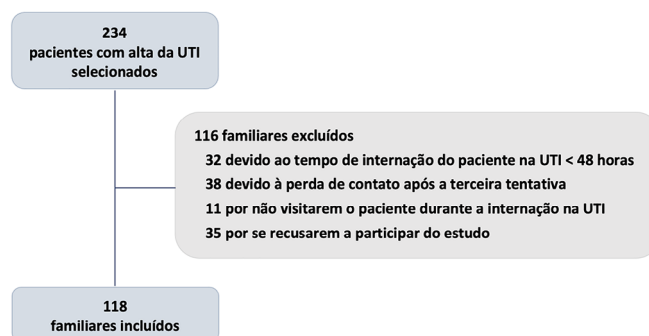 234
pacientes com alta da UTI
selecionados
116 familiares excluídos
32 devido ao tempo de internação do paciente na UTI < 48 horas
38 devido à perda de contato após a terceira tentativa
11 por não visitarem o paciente durante a internação na UTI
35 por se recusarem a participar do estudo
118
familiares incluídos